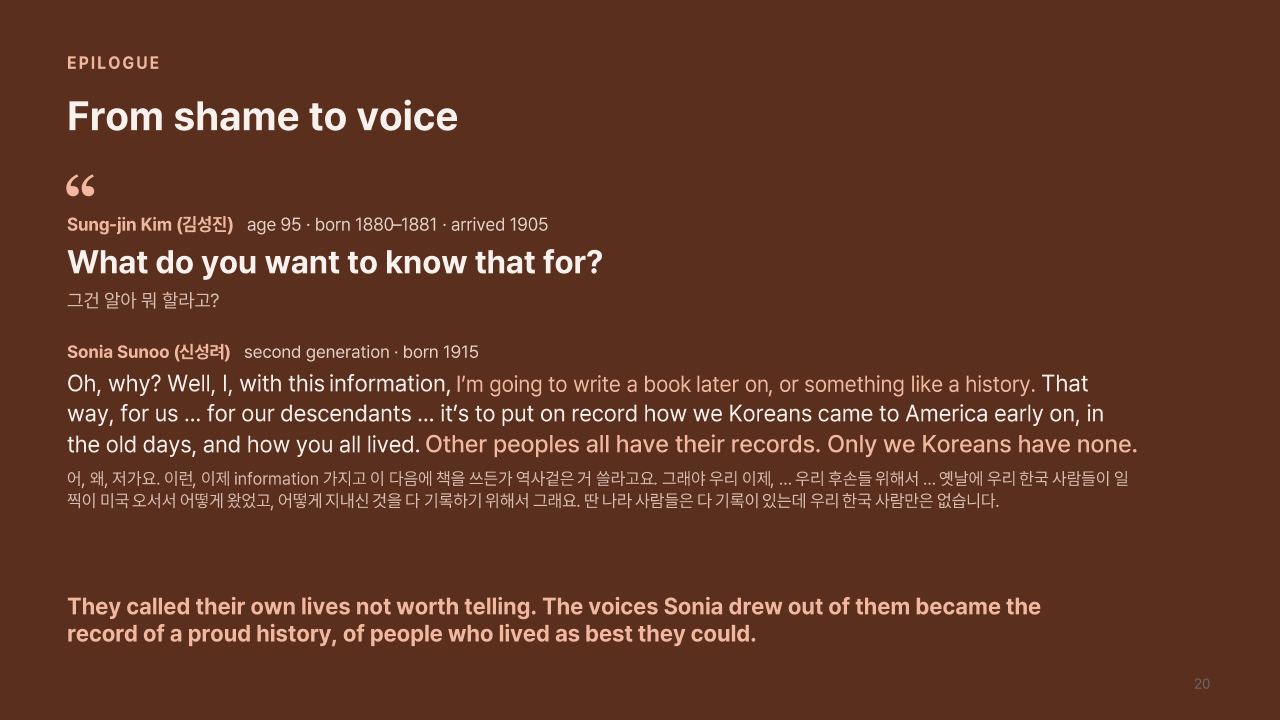 EPILOGUE
From shame to voice
“
Sung-jin Kim (김성진) age 95 · born 1880–1881 · arrived 1905
What do you want to know that for?
그건 알아 뭐 할라고?
Sonia Sunoo (신성려) second generation · born 1915
Oh, why? Well, I, with this information, I’m going to write a book later on, or something like a history. That
way, for us … for our descendants … it’s to put on record how we Koreans came to America early on, in
the old days, and how you all lived. Other peoples all have their records. Only we Koreans have none.
어, 왜, 저가요. 이런, 이제 information 가지고 이 다음에 책을 쓰든가 역사겉은 거 쓸라고요. 그래야 우리 이제, … 우리 후손들 위해서 … 옛날에 우리 한국 사람들이 일
찍이 미국 오셔서 어떻게 왔었고, 어떻게 지내신 것을 다 기록하기 위해서 그래요. 딴 나라 사람들은 다 기록이 있는데 우리 한국 사람만은 없습니다.
They called their own lives not worth telling. The voices Sonia drew out of them became the
record of a proud history, of people who lived as best they could.
20